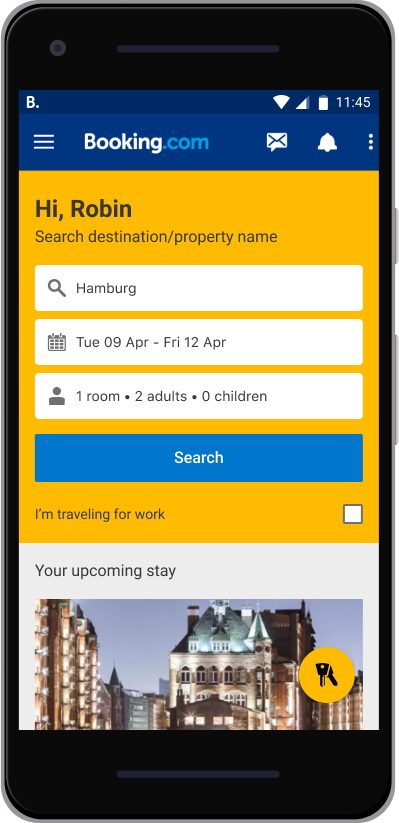 B.
11:45
Booking.com
Hi, Robin
Search destination/property name
Hamburg
Tue 09 Apr - Fri 12 Apr
1 room • 2 adults • 0 children
Search
I'm traveling for work
Your upcoming stay